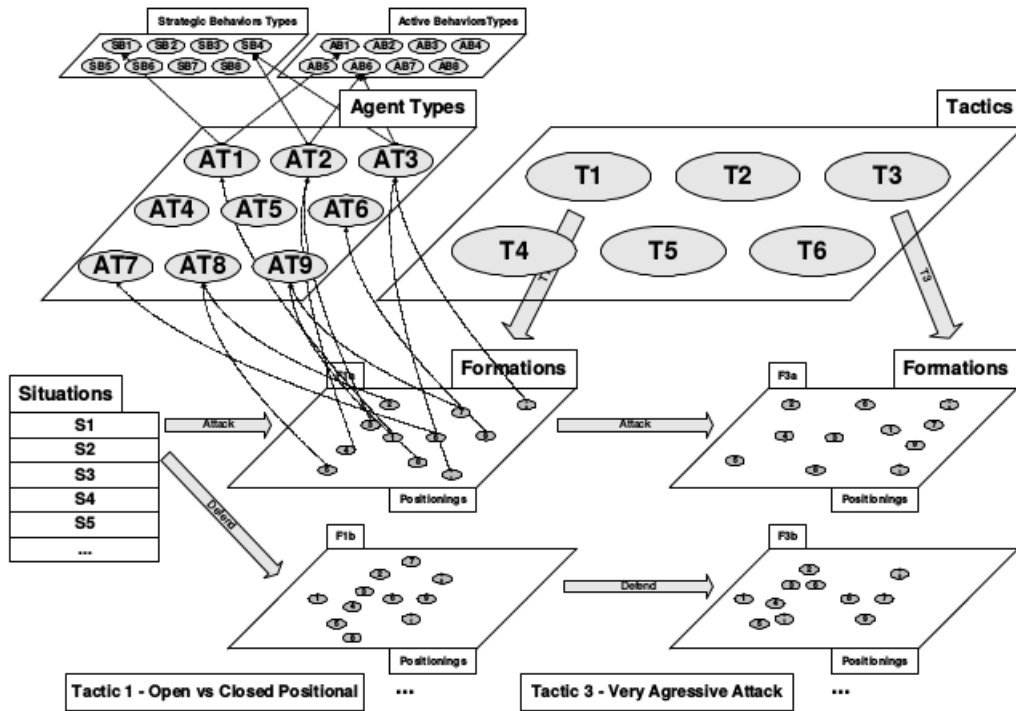 Strategic Behaviors Types
Active BehaviorsTypes
SB1 SB2 SB3 SB4
AB1 AB2 AB3 AB4
SB5 SB6 SB7 SB8
AB5 AB6 AB7 AB8
Agent Types
Tactics
AT1 AT2 AT3
T1 T2 T3
AT4 AT5 AT6
T4 T5 T6
AT7 AT8 AT9
T3
Formations
Formations
Situations
F1a
F3a
S1
Attack
Attack
S2
S3
S4
S5
...
Positionings
Positionings
Defend
F1b
F3b
Defend
Positionings
Positionings
Tactic 1 - Open vs Closed Positional
...
Tactic 3 - Very Agressive Attack
...